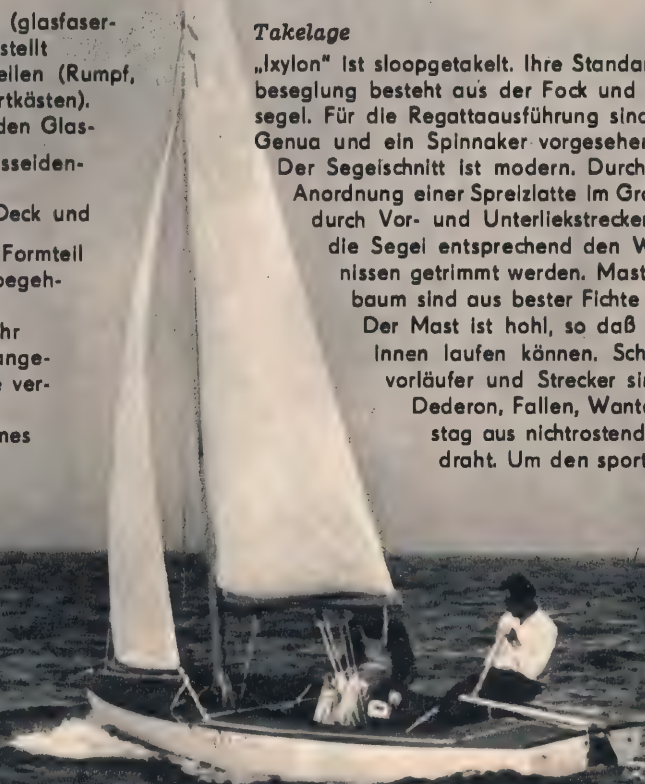 (glasfaser-
stellt
eilen (Rumpf,
rtkästen).
den Glas-
sseiden-
Deck und
Formteil
begeh-
hr
ange-
e ver-
nes
Takelage
„Ixylon" ist sloopgetakelt. Ihre Standa
beseglung besteht aus der Fock und
segel. Für die Regattaausführung sind
Genua und ein Spinnaker vorgesehen
Der Segelschnitt ist modern. Durch
Anordnung einer Spreizlatte im Gro
durch Vor- und Unterliekstrecker
die Segel entsprechend den W
nissen getrimmt werden. Mast
baum sind aus bester Fichte
Der Mast ist hohl, so daß
innen laufen können. Sch
vorläufer und Strecker si
Dederon, Fallen, Wante
stag aus nichtrostend
draht. Um den sport